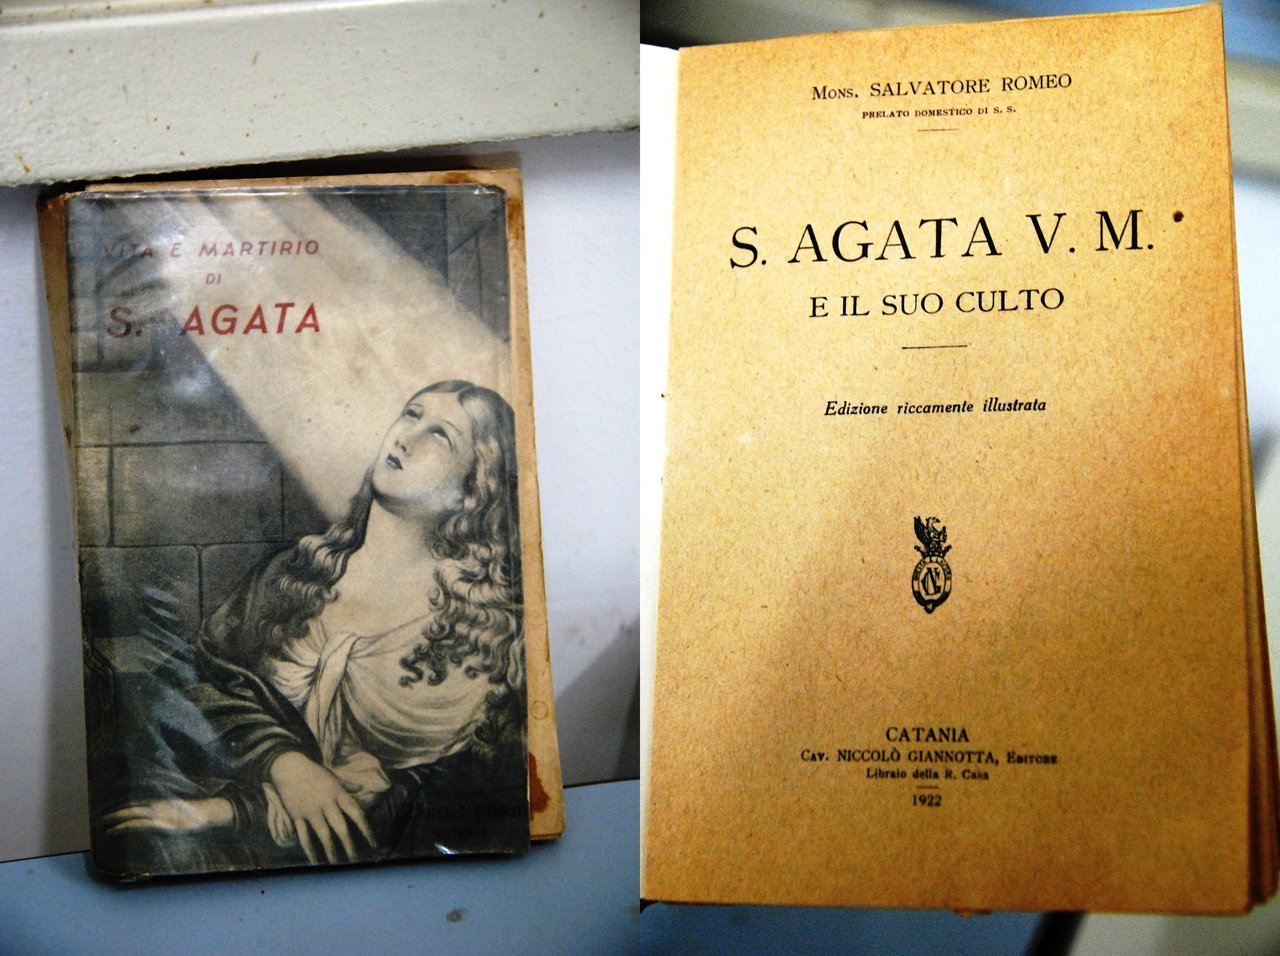 VITA E MARTIRIO
DI
S. AGATA
Mons. SALVATORE ROMEO
PRELATO DOMESTICO DI S. S.
S. AGATA V. M.
E IL SUO CULTO
Edizione riccamente illustrata
CATANIA
Cav. NICCOLÒ GIANNOTTA, Editore
Libraio della R. Casa
1922